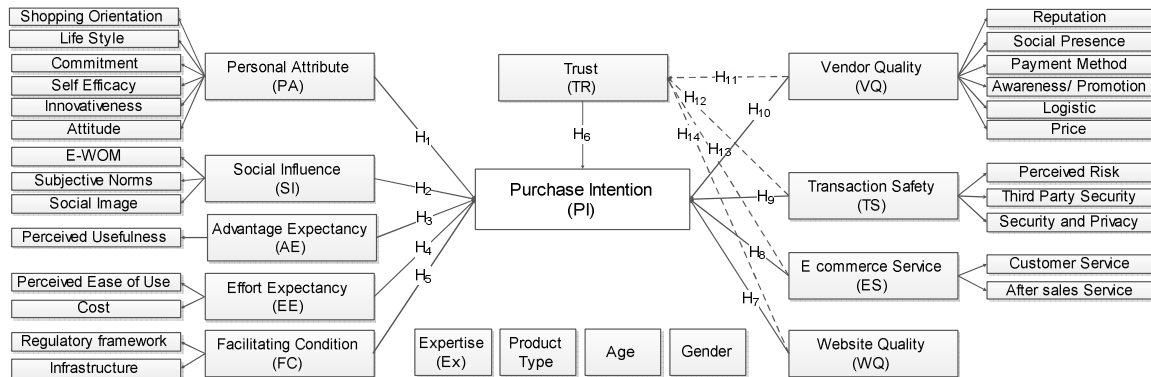 Shopping Orientation
Life Style
Commitment
Self Efficacy
Innovativeness
Attitude
E-WOM
Subjective Norms
Social Image
Perceived Usefulness
Perceived Ease of Use
Cost
Regulatory framework
Infrastructure
Personal Attribute
(PA)
Social Influence
(SI)
Advantage Expectancy
(AE)
Effort Expectancy
(EE)
Facilitating Condition
(FC)
H1
H2
H3
H4
H5
Trust
(TR)
H6
Purchase Intention
(PI)
Expertise
(Ex)
Product
Type
Age
Gender
H11
H12
H10
H14
H13
H9
H8
H7
Vendor Quality
(VQ)
Transaction Safety
(TS)
E commerce Service
(ES)
Website Quality
(WQ)
Reputation
Social Presence
Payment Method
Awareness/ Promotion
Logistic
Price
Perceived Risk
Third Party Security
Security and Privacy
Customer Service
After sales Service